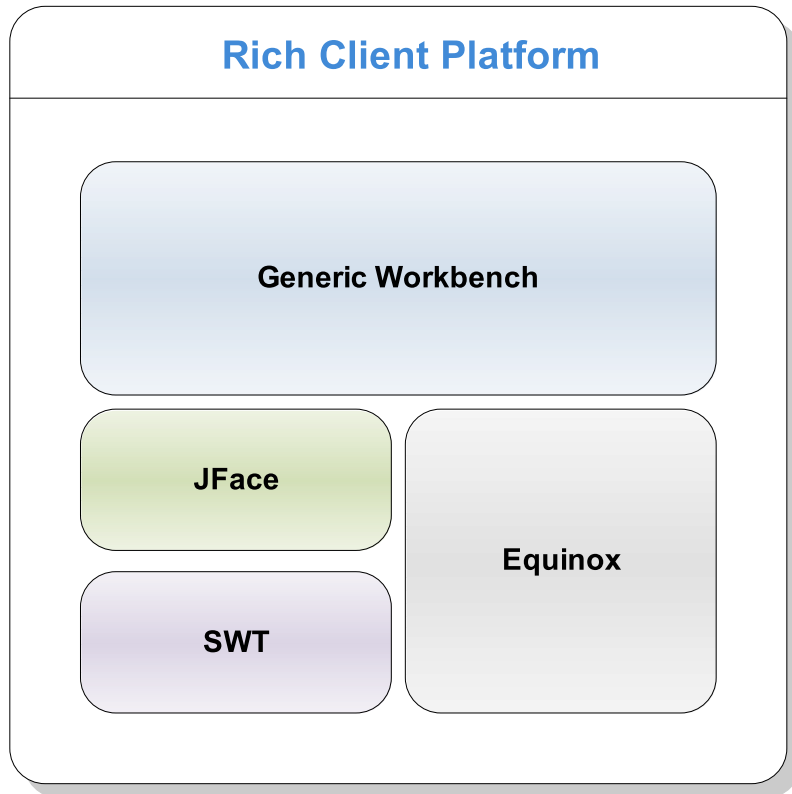 Rich Client Platform
Generic Workbench
JFace
Equinox
SWT